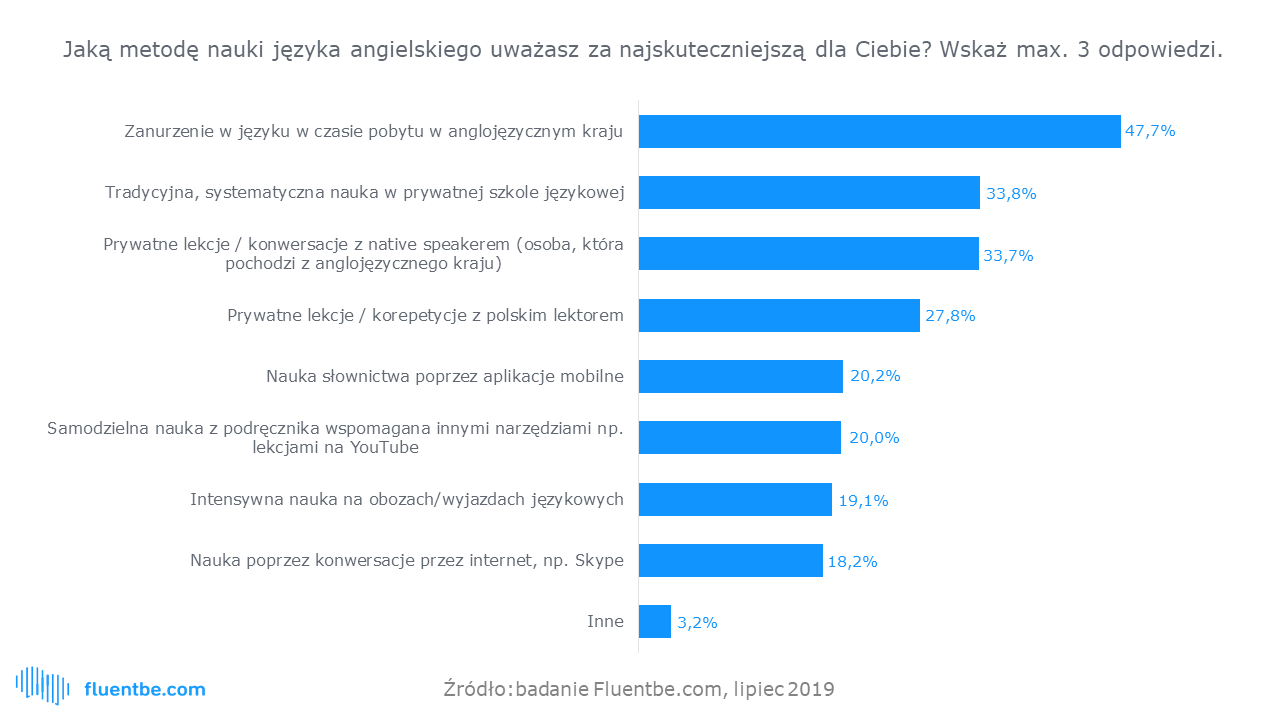 Jaką metodę nauki języka angielskiego uważasz za najskuteczniejszą dla Ciebie? Wskaż max. 3 odpowiedzi.
Zanurzenie w języku w czasie pobytu w anglojęzycznym kraju
47,7%
Tradycyjna, systematyczna nauka w prywatnej szkole językowej
33,8%
Prywatne lekcje / konwersacje z native speakerem (osoba, która
pochodzi z anglojęzycznego kraju)
33,7%
Prywatne lekcje / korepetycje z polskim lektorem
27,8%
Nauka słownictwa poprzez aplikacje mobilne
20,2%
Samodzielna nauka z podręcznika wspomagana innymi narzędziami np.
lekcjami na YouTube
20,0%
Intensywna nauka na obozach/wyjazdach językowych
19,1%
Nauka poprzez konwersacje przez internet, np. Skype
18,2%
Inne
3,2%
fluentbe.com
Źródło: badanie Fluentbe.com, lipiec 2019